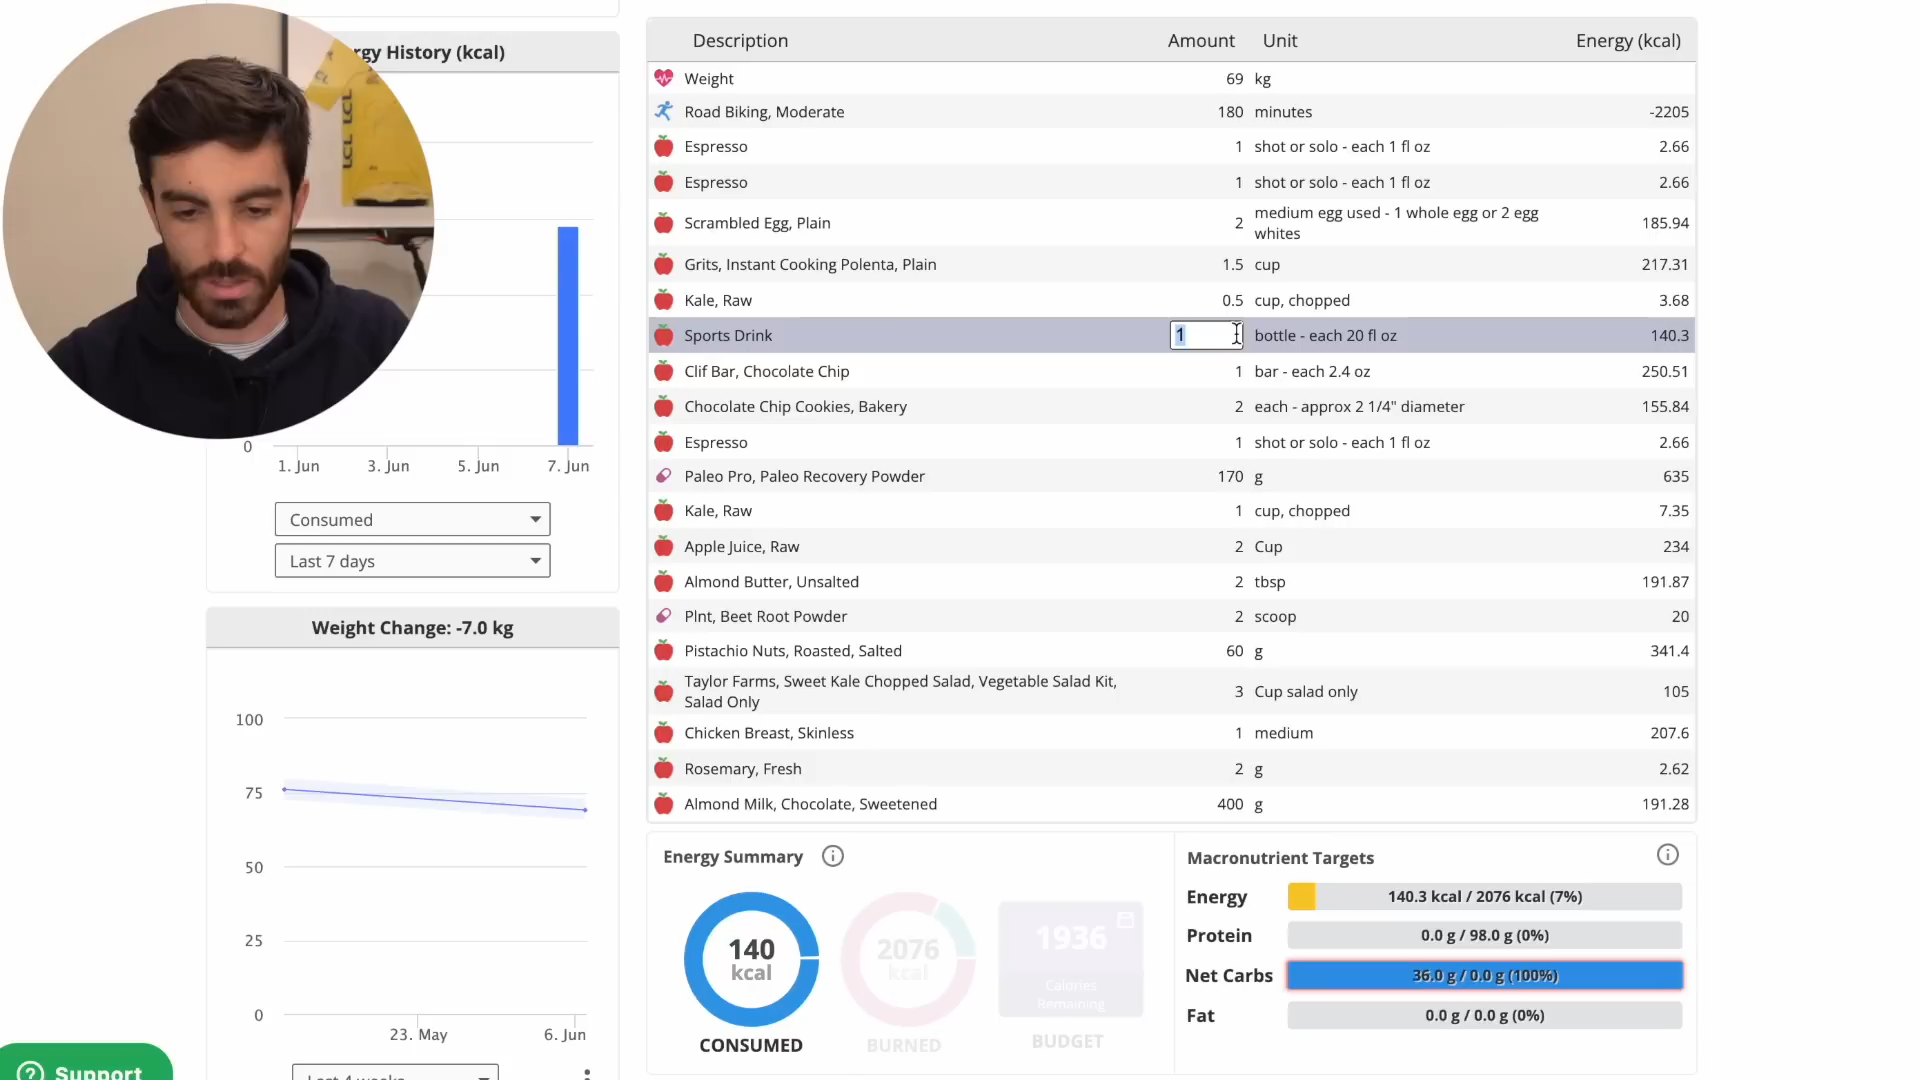 LCL LCL
LCL
rgy History (kcal)
0
1. Jun 3. Jun 5. Jun 7. Jun
Consumed
Last 7 days
Weight Change: -7.0 kg
100
75
50
25
0
23. May 6. Jun
Last 4 weeks
Support
Description Amount Unit Energy (kcal)
Weight 69 kg
Road Biking, Moderate 180 minutes -2205
Espresso 1 shot or solo - each 1 fl oz 2.66
Espresso 1 shot or solo - each 1 fl oz 2.66
Scrambled Egg, Plain 2 medium egg used - 1 whole egg or 2 egg
whites 185.94
Grits, Instant Cooking Polenta, Plain 1.5 cup 217.31
Kale, Raw 0.5 cup, chopped 3.68
Sports Drink 1 bottle - each 20 fl oz 140.3
Clif Bar, Chocolate Chip 1 bar - each 2.4 oz 250.51
Chocolate Chip Cookies, Bakery 2 each - approx 2 1/4" diameter 155.84
Espresso 1 shot or solo - each 1 fl oz 2.66
Paleo Pro, Paleo Recovery Powder 170 g 635
Kale, Raw 1 cup, chopped 7.35
Apple Juice, Raw 2 Cup 234
Almond Butter, Unsalted 2 tbsp 191.87
Plnt, Beet Root Powder 2 scoop 20
Pistachio Nuts, Roasted, Salted 60 g 341.4
Taylor Farms, Sweet Kale Chopped Salad, Vegetable Salad Kit,
Salad Only 3 Cup salad only 105
Chicken Breast, Skinless 1 medium 207.6
Rosemary, Fresh 2 g 2.62
Almond Milk, Chocolate, Sweetened 400 g 191.28
Energy Summary
140
kcal
CONSUMED
2076
kcal
BURNED
1936
Calories
Remaining
BUDGET
Macronutrient Targets
Energy 140.3 kcal / 2076 kcal (7%)
Protein 0.0 g / 98.0 g (0%)
Net Carbs 36.0 g / 0.0 g (100%)
Fat 0.0 g / 0.0 g (0%)